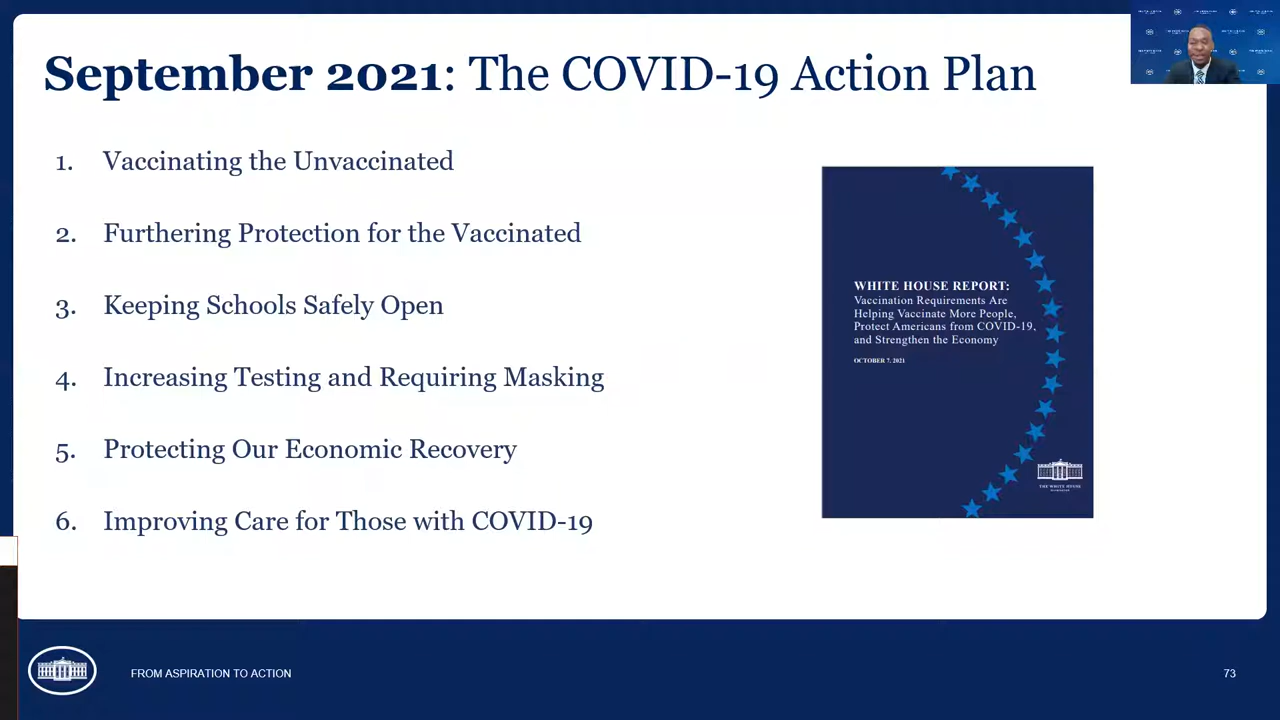 September 2021: The COVID-19 Action Plan
1. Vaccinating the Unvaccinated
2. Furthering Protection for the Vaccinated
3. Keeping Schools Safely Open
4. Increasing Testing and Requiring Masking
5. Protecting Our Economic Recovery
6. Improving Care for Those with COVID-19
WHITE HOUSE REPORT:
Vaccination Requirements Are
Helping Vaccinate More People,
Protect Americans from COVID-19,
and Strengthen the Economy
OCTOBER 7, 2021
THE WHITE HOUSE
FROM ASPIRATION TO ACTION
73